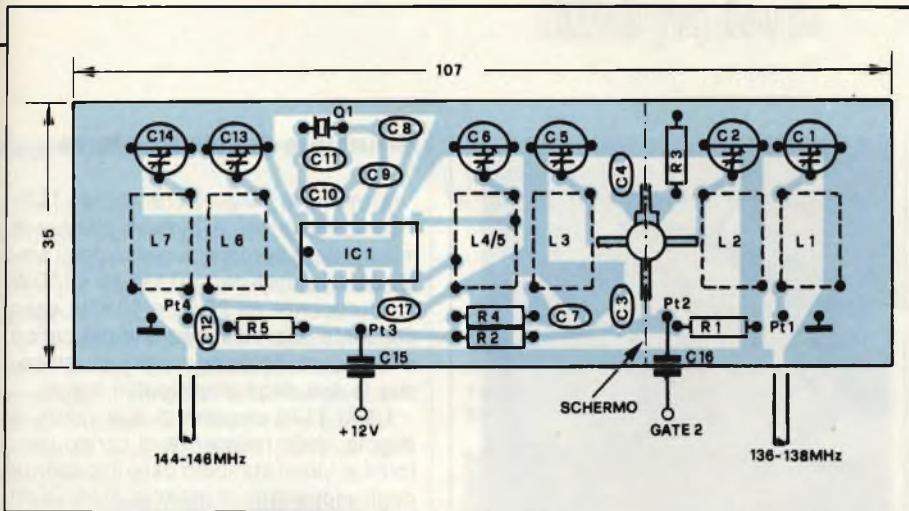 107
35
C14
C13
Q1
C8
C11
C9
C10
C6
C5
C4
R3
C2
C1
L7
L6
IC1
L4/5
L3
L2
L1
Pt4
C12
R5
C17
Pt3
R4
R2
C7
C3
Pt2
R1
Pt1
C15
C16
+12V
SCHERMO
GATE 2
144-146MHz
136-138MHz